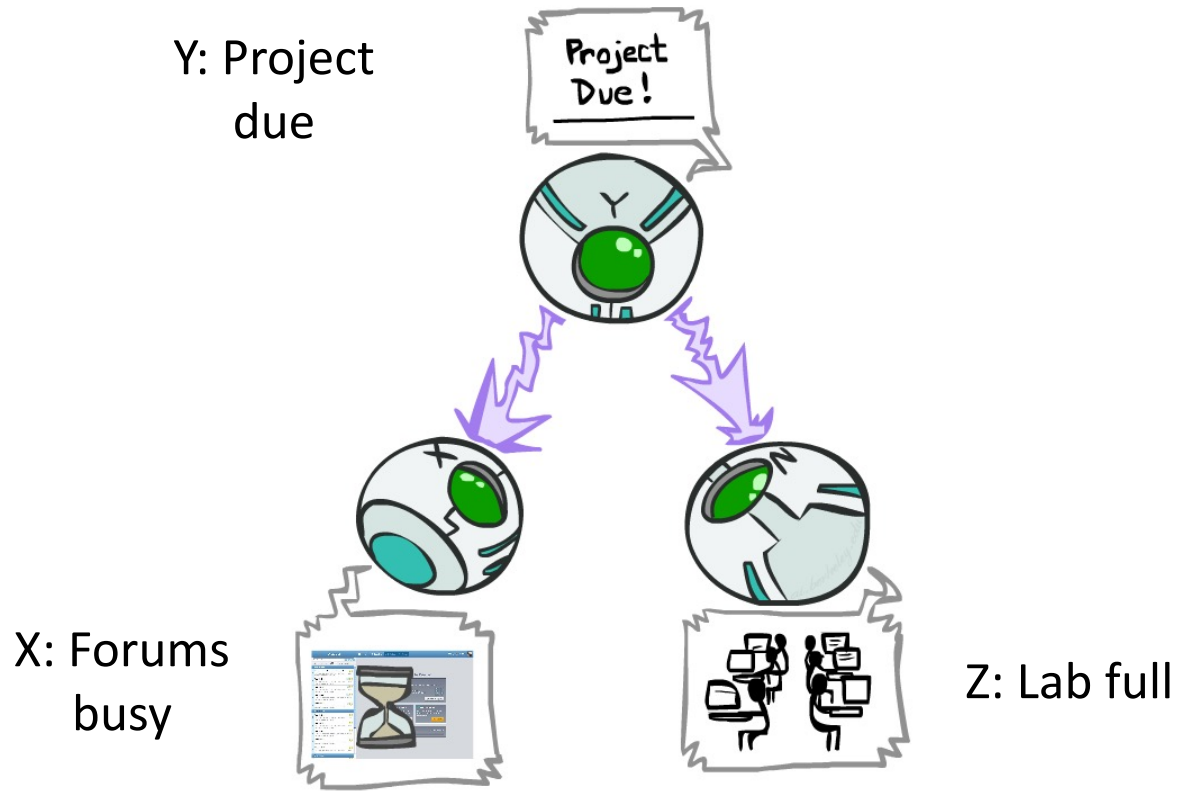 Y: Project
due
Project
Due!
Y
X
Z
X: Forums
busy
Z: Lab full